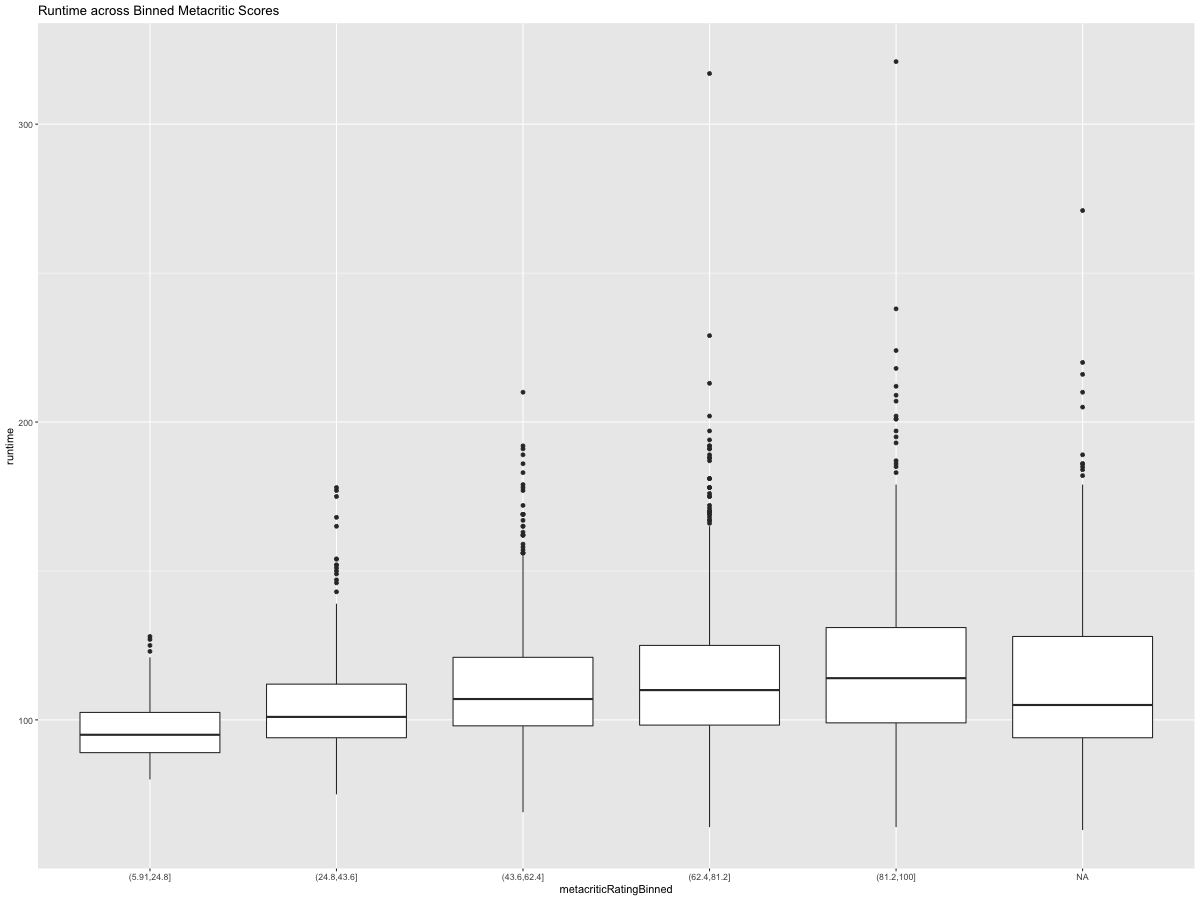 Runtime across Binned Metacritic Scores
runtime
300
200
100
(5.91,24.8]
(24.8,43.6]
(43.6,62.4]
(62.4,81.2]
(81.2,100]
NA
metacriticRatingBinned